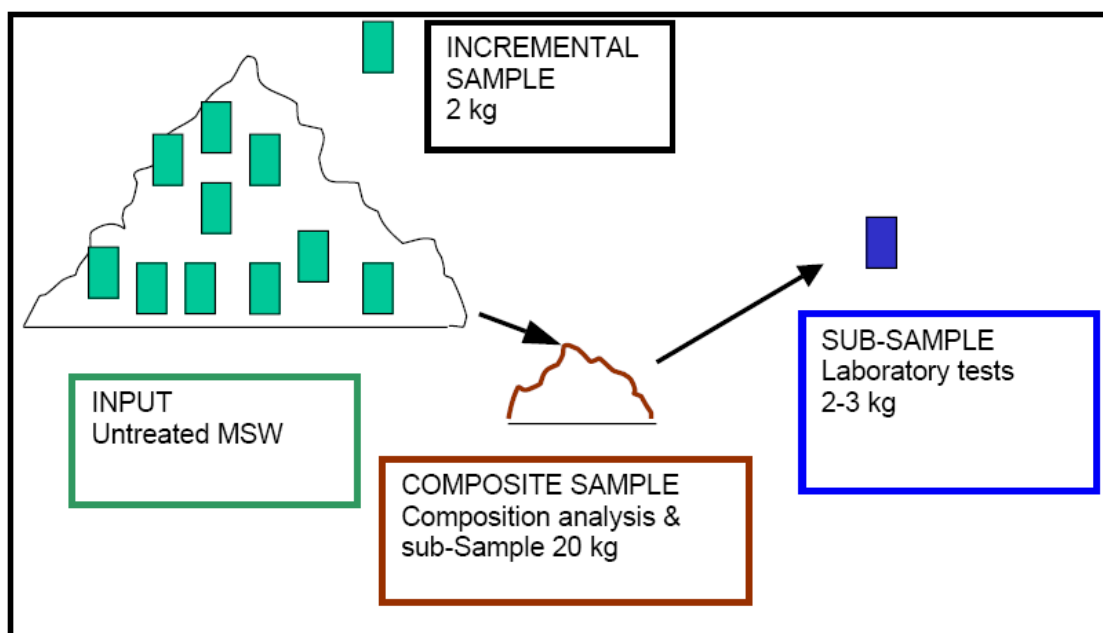 INCREMENTAL
SAMPLE
2 kg
INPUT
Untreated MSW
COMPOSITE SAMPLE
Composition analysis &
sub-Sample 20 kg
SUB-SAMPLE
Laboratory tests
2-3 kg